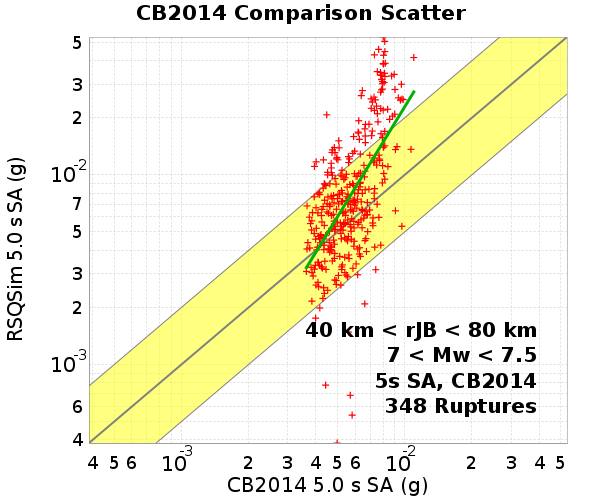 CB2014 Comparison Scatter
RSQSim 5.0 s SA (g)
5
3
2
10-2
7
5
3
2
10-3
6
4
40 km < rJB < 80 km
7 < Mw < 7.5
5s SA, CB2014
348 Ruptures
4 5 6 10-3 2 3 4 5 6 10-2 2 3 4 5
CB2014 5.0 s SA (g)